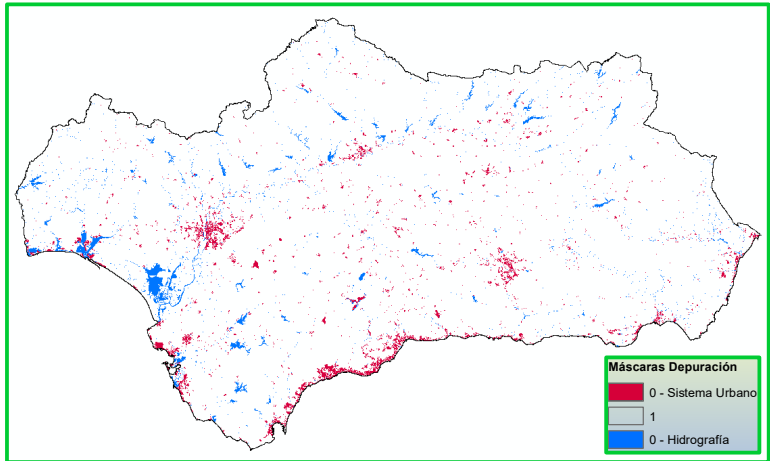 Máscaras Depuración
0 - Sistema Urbano
1
0 - Hidrografía